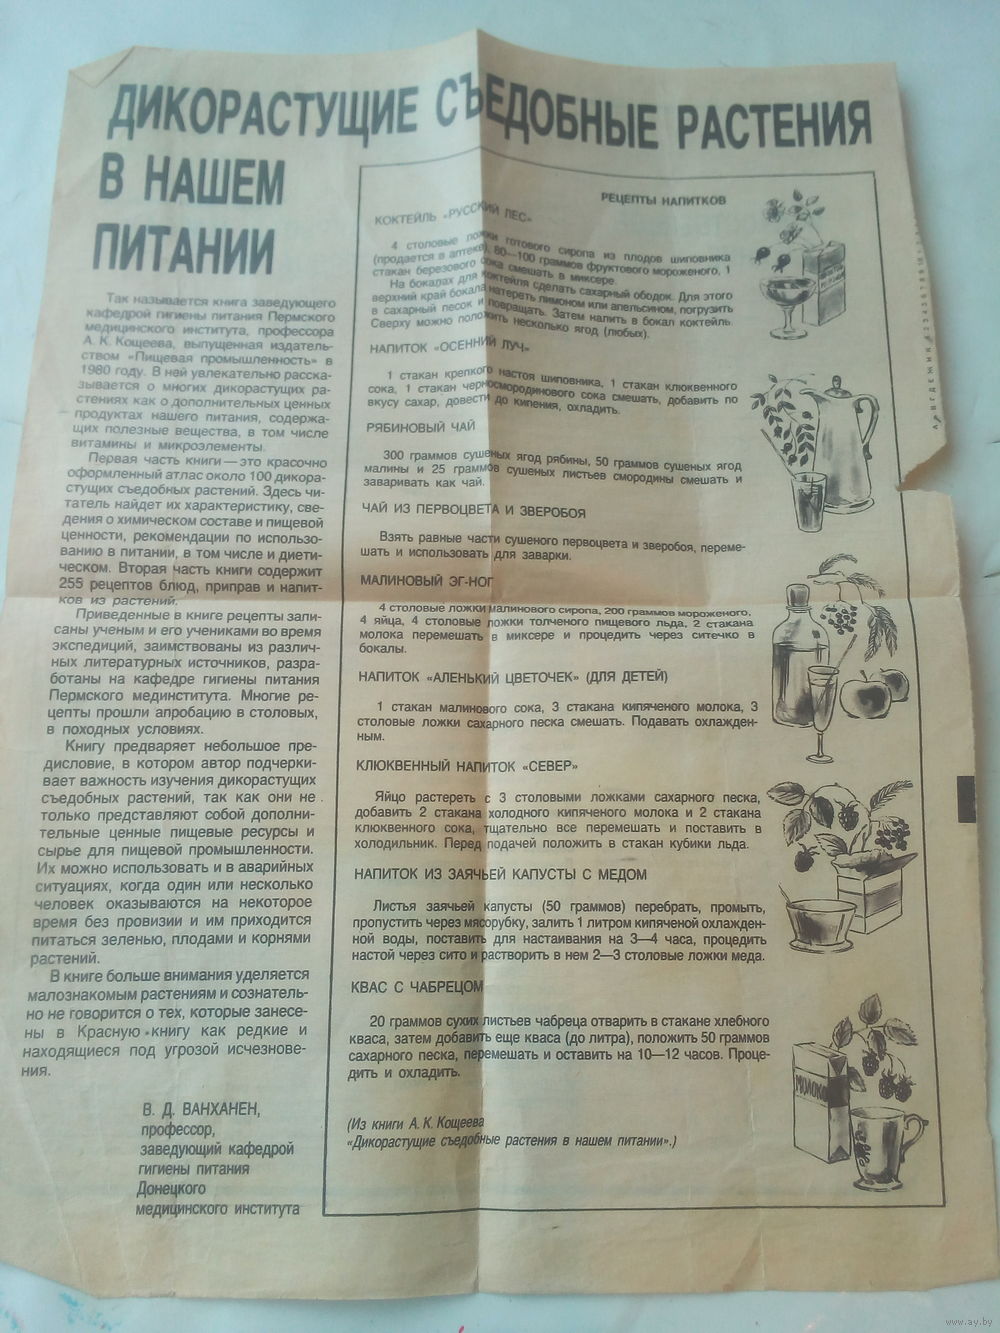 ДИКОРАСТУЩИЕ СЪЕДОБНЫЕ РАСТЕНИЯ
В НАШЕМ
ПИТАНИИ
Так называется книга заведующего
кафедрой гигиены питания Пермского
медицинского института, профессора
А. К. Кощеева, выпущенная издатель-
ством «Пищевая промышленность» в
1980 году. В ней увлекательно расска-
зывается о многих дикорастущих ра-
стениях как о дополнительных ценных
продуктах нашего питания, содержа-
щих полезные вещества, в том числе
витамины и микроэлементы.
Первая часть книги — это красочно
оформленный атлас около 100 дикора-
стущих съедобных растений. Здесь чи-
татель найдет их характеристику, све-
дения о химическом составе и пищевой
ценности, рекомендации по использо-
ванию в питании, в том числе и диети-
ческом. Вторая часть книги содержит
255 рецептов блюд, приправ и напит-
ков из растений.
Приведенные в книге рецепты запи-
саны ученым и его учениками во время
экспедиций, заимствованы из различ-
ных литературных источников, разра-
ботаны на кафедре гигиены питания
Пермского мединститута. Многие ре-
цепты прошли апробацию в столовых,
в походных условиях.
Книгу предваряет небольшое пре-
дисловие, в котором автор подчерки-
вает важность изучения дикорастущих
съедобных растений, так как они не
только представляют собой дополни-
тельные ценные пищевые ресурсы и
сырье для пищевой промышленности.
Их можно использовать и в аварийных
ситуациях, когда один или несколько
человек оказываются на некоторое
время без провизии и им приходится
питаться зеленью, плодами и корнями
растений.
В книге больше внимания уделяется
малознакомым растениям и сознатель-
но не говорится о тех, которые занесе-
ны в Красную книгу как редкие и
находящиеся под угрозой исчезнове-
ния.
В. Д. ВАНХАНЕН,
профессор,
заведующий кафедрой
гигиены питания
Донецкого
медицинского института
РЕЦЕПТЫ НАПИТКОВ
КОКТЕЙЛЬ «РУССКИЙ ЛЕС»
4 столовые ложки готового сиропа из плодов шиповника
(продается в аптеке), 80—100 граммов фруктового мороженого, 1
стакан березового сока смешать в миксере.
На бокалах для коктейля сделать сахарный ободок. Для этого
верхний край бокала натереть лимоном или апельсином, погрузить
в сахарный песок и повращать. Затем налить в бокал коктейль.
Сверху можно положить несколько ягод (любых).
НАПИТОК «ОСЕННИЙ ЛУЧ»
1 стакан крепкого настоя шиповника, 1 стакан клюквенного
сока, 1 стакан черносмородинового сока смешать, добавить по
вкусу сахар, довести до кипения, охладить.
РЯБИНОВЫЙ ЧАЙ
300 граммов сушеных ягод рябины, 50 граммов сушеных ягод
малины и 25 граммов сушеных листьев смородины смешать и
заваривать как чай.
ЧАЙ ИЗ ПЕРВОЦВЕТА И ЗВЕРОБОЯ
Взять равные части сушеного первоцвета и зверобоя, переме-
шать и использовать для заварки.
МАЛИНОВЫЙ ЭГ-НОГ
4 столовые ложки малинового сиропа, 200 граммов мороженого,
4 яйца, 4 столовые ложки толченого пищевого льда, 2 стакана
молока перемешать в миксере и процедить через ситечко в
бокалы.
НАПИТОК «АЛЕНЬКИЙ ЦВЕТОЧЕК» (ДЛЯ ДЕТЕЙ)
1 стакан малинового сока, 3 стакана кипяченого молока, 3
столовые ложки сахарного песка смешать. Подавать охлажден-
ным.
КЛЮКВЕННЫЙ НАПИТОК «СЕВЕР»
Яйцо растереть с 3 столовыми ложками сахарного песка,
добавить 2 стакана холодного кипяченого молока и 2 стакана
клюквенного сока, тщательно все перемешать и поставить в
холодильник. Перед подачей положить в стакан кубики льда.
НАПИТОК ИЗ ЗАЯЧЬЕЙ КАПУСТЫ С МЕДОМ
Листья заячьей капусты (50 граммов) перебрать, промыть,
пропустить через мясорубку, залить 1 литром кипяченой охлажден-
ной воды, поставить для настаивания на 3—4 часа, процедить
настой через сито и растворить в нем 2—3 столовые ложки меда.
КВАС С ЧАБРЕЦОМ
20 граммов сухих листьев чабреца отварить в стакане хлебного
кваса, затем добавить еще кваса (до литра), положить 50 граммов
сахарного песка, перемешать и оставить на 10—12 часов. Проце-
дить и охладить.
(Из книги А. К. Кощеева
«Дикорастущие съедобные растения в нашем питании».)
МОЛОКО
www.ay.by